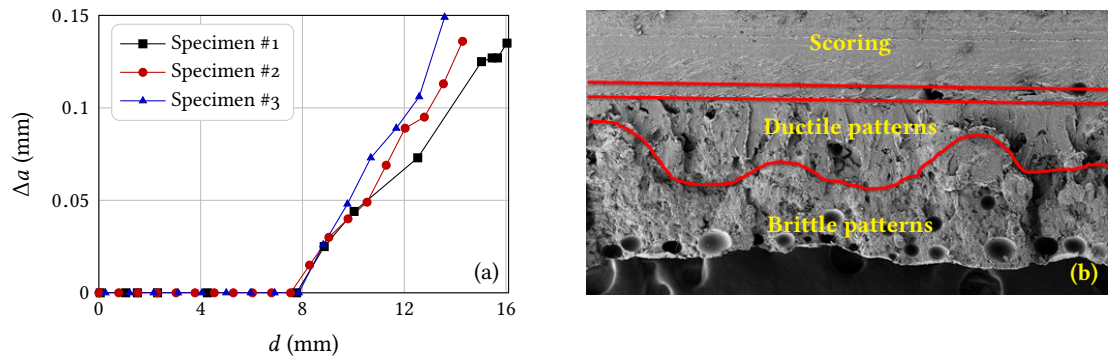 0.15
0.1
0.05
0
Δa (mm)
Specimen #1
Specimen #2
Specimen #3
(a)
0
4
8
12
16
d (mm)
Scoring
Ductile patterns
Brittle patterns
(b)